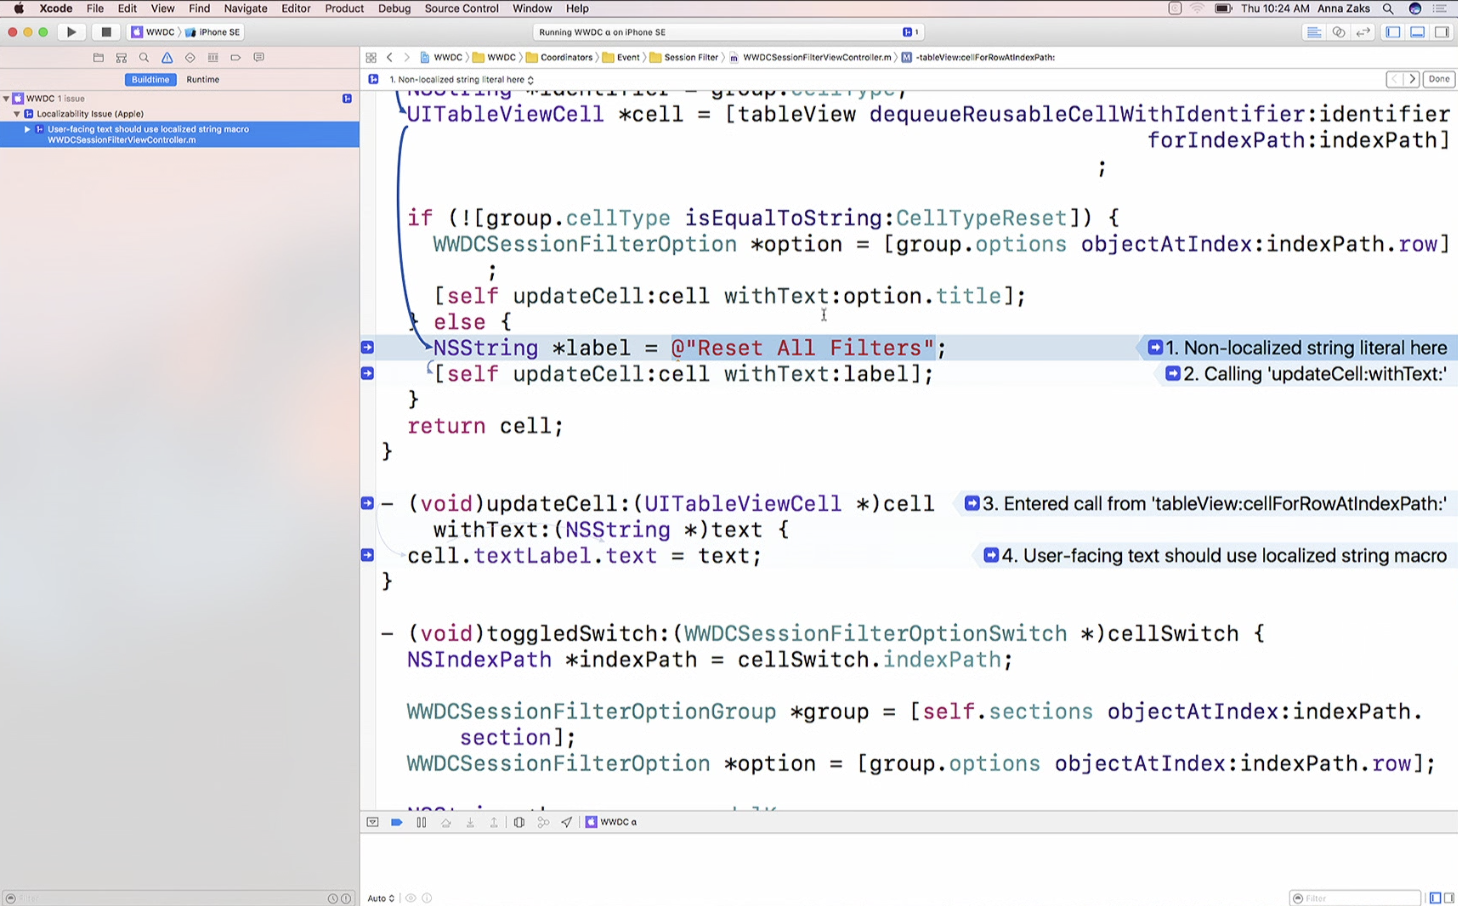 Xcode File Edit View Find Navigate Editor Product Debug Source Control Window Help Thu 10:24 AM Anna Zaks
WWDC iPhone SE Running WWDC α on iPhone SE 1
WWDC WWDC Coordinators Event Session Filter WWDCSessionFilterViewController.m -tableView:cellForRowAtIndexPath:
Buildtime Runtime
1. Non-localized string literal here Done
WWDC 1 issue
Localizability Issue (Apple)
User-facing text should use localized string macro
WWDCSessionFilterViewController.m
NSString *identifier = group.cellType;
UITableViewCell *cell = [tableView dequeueReusableCellWithIdentifier:identifier
forIndexPath:indexPath]
;
if (![group.cellType isEqualToString:CellTypeReset]) {
WWDCSessionFilterOption *option = [group.options objectAtIndex:indexPath.row]
;
[self updateCell:cell withText:option.title];
} else {
NSString *label = @"Reset All Filters"; 1. Non-localized string literal here
[self updateCell:cell withText:label]; 2. Calling 'updateCell:withText:'
}
return cell;
}
- (void)updateCell:(UITableViewCell *)cell 3. Entered call from 'tableView:cellForRowAtIndexPath:'
withText:(NSString *)text {
cell.textLabel.text = text; 4. User-facing text should use localized string macro
}
- (void)toggledSwitch:(WWDCSessionFilterOptionSwitch *)cellSwitch {
NSIndexPath *indexPath = cellSwitch.indexPath;
WWDCSessionFilterOptionGroup *group = [self.sections objectAtIndex:indexPath.
section];
WWDCSessionFilterOption *option = [group.options objectAtIndex:indexPath.row];
WWDC α
Filter Auto Filter